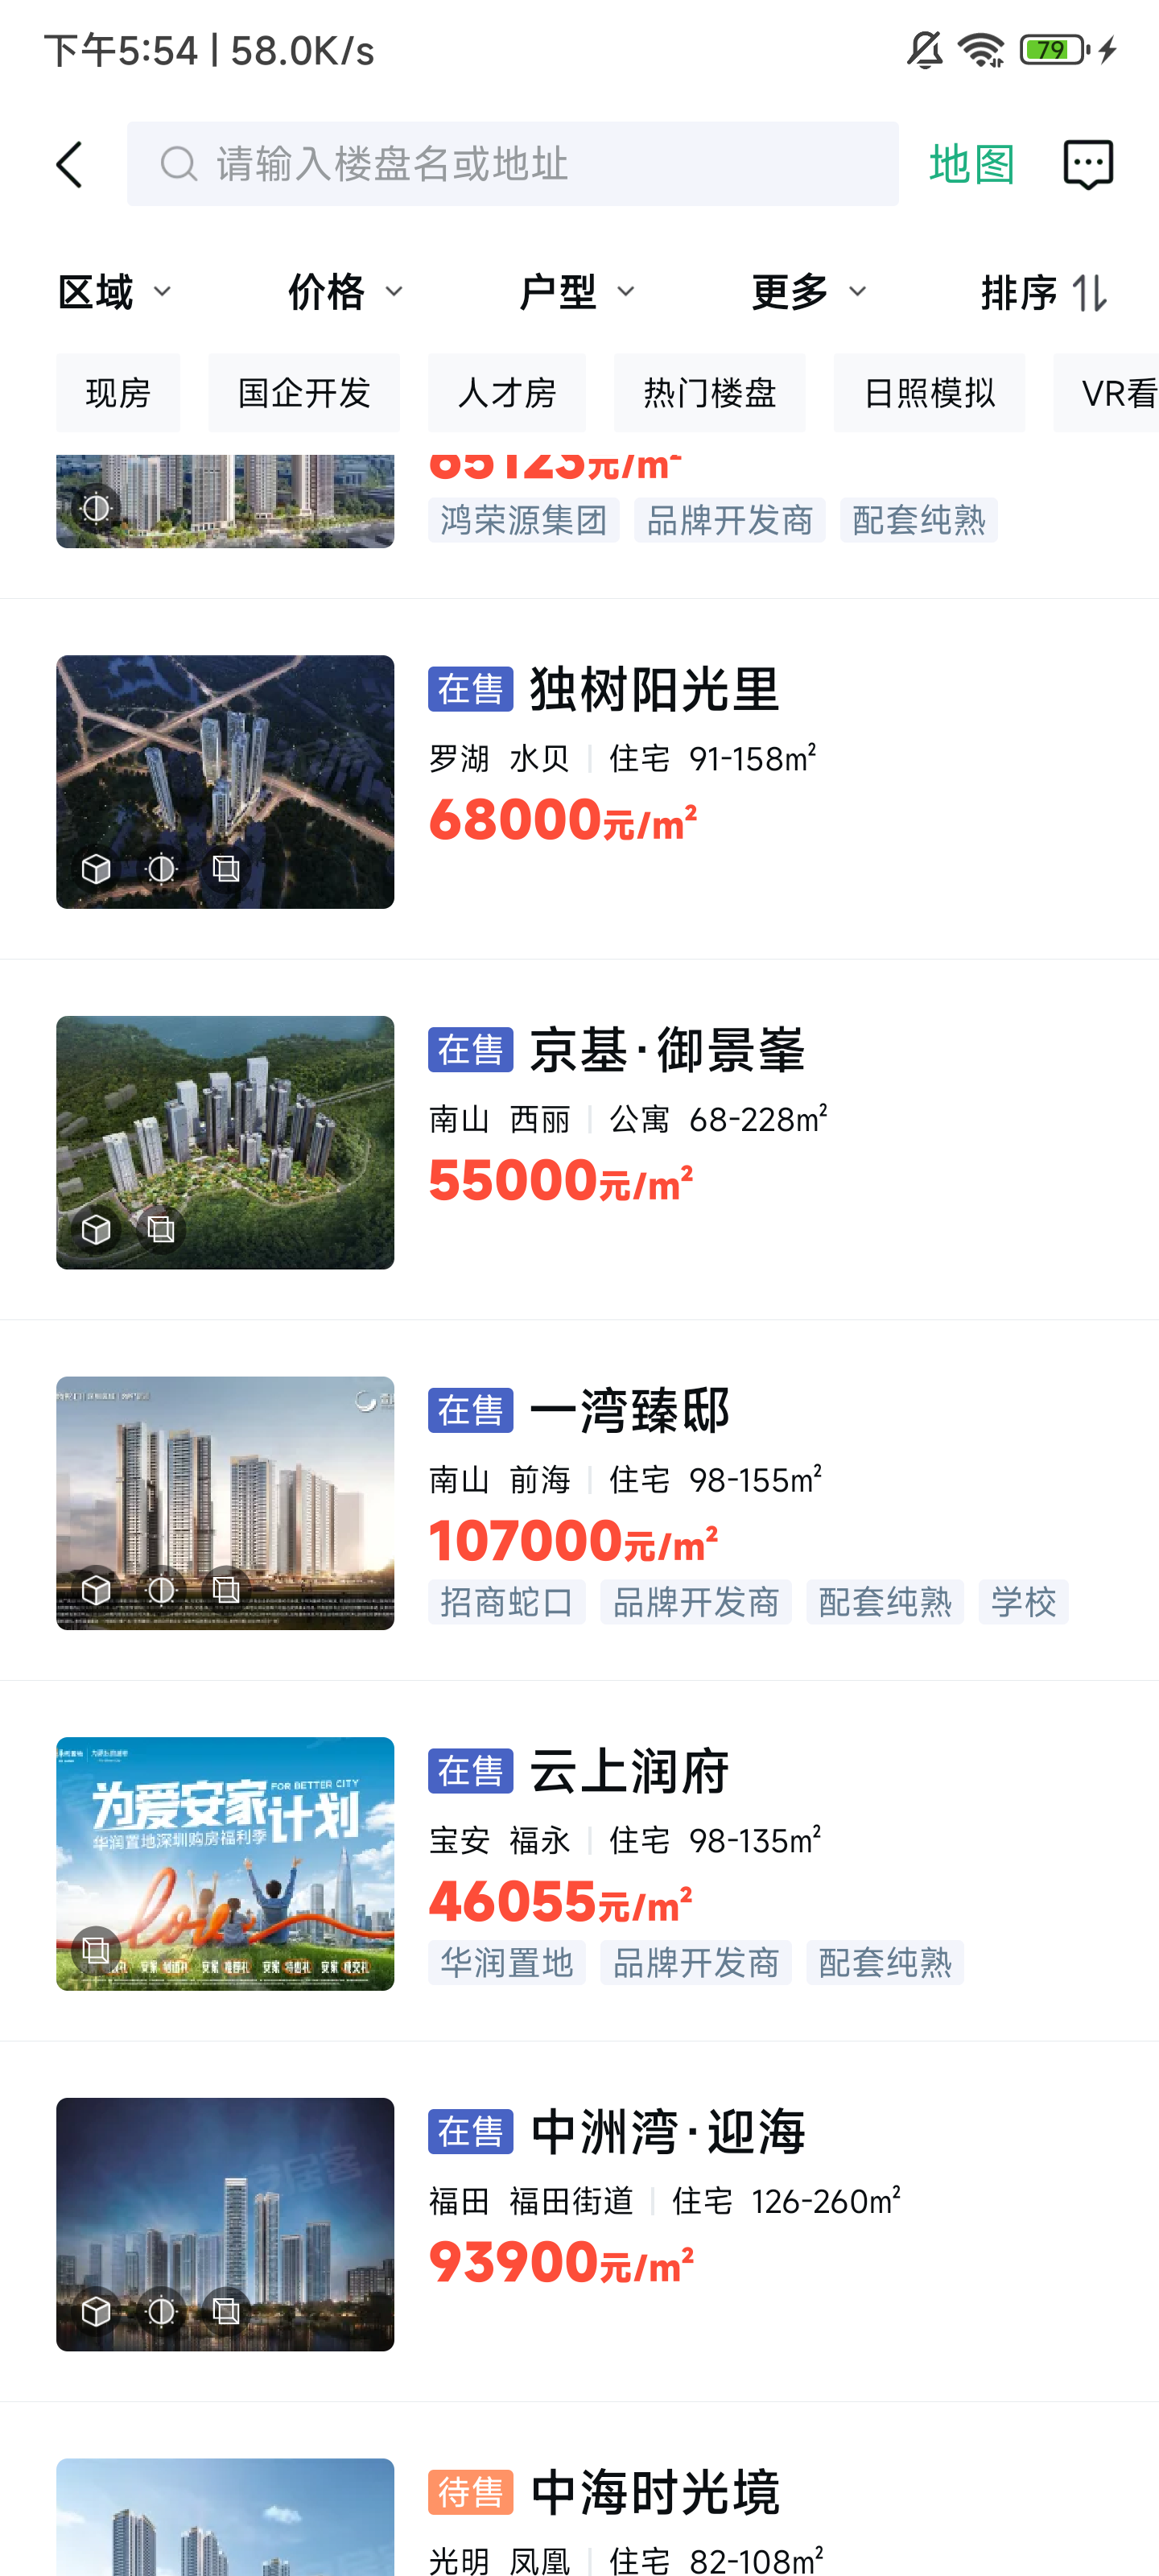 下午5:54 | 58.0K/s
79
请输入楼盘名或地址
地图
区域 价格 户型 更多 排序
现房 国企开发 人才房 热门楼盘 日照模拟 VR看
65123元/m²
鸿荣源集团 品牌开发商 配套纯熟
在售 独树阳光里
罗湖 水贝 | 住宅 91-158m²
68000元/m²
在售 京基·御景峯
南山 西丽 | 公寓 68-228m²
55000元/m²
在售 一湾臻邸
南山 前海 | 住宅 98-155m²
107000元/m²
招商蛇口 品牌开发商 配套纯熟 学校
为爱安家计划
FOR BETTER CITY
华润置地深圳购房福利季
love
在售 云上润府
宝安 福永 | 住宅 98-135m²
46055元/m²
华润置地 品牌开发商 配套纯熟
在售 中洲湾·迎海
福田 福田街道 | 住宅 126-260m²
93900元/m²
待售 中海时光境
光明 凤凰 | 住宅 82-108m²